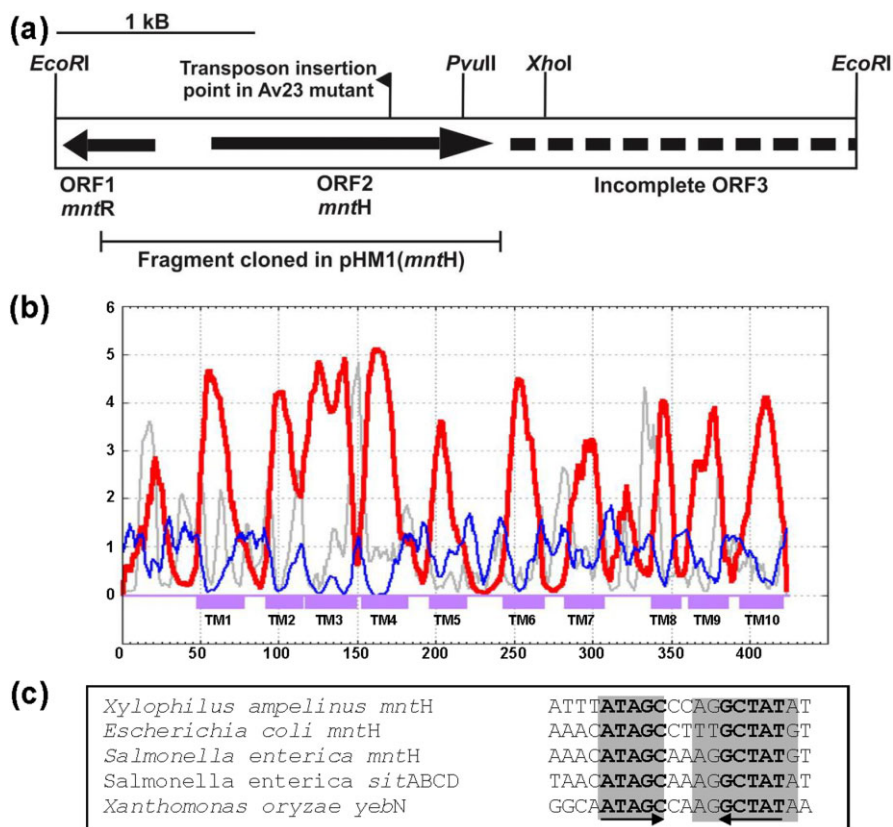 (a)
1 kB
EcoRI
Transposon insertion
point in Av23 mutant
PvuII
XhoI
EcoRI
ORF1
mntR
ORF2
mntH
Incomplete ORF3
Fragment cloned in pHM1(mntH)
(b)
6
5
4
3
2
1
0
TM1 TM2 TM3 TM4 TM5 TM6 TM7 TM8 TM9 TM10
0 50 100 150 200 250 300 350 400
(c)
Xylophilus ampelinus mntH ATTTATAGCCCAGGCTATAT
Escherichia coli mntH AAACATAGCCTTTGCTATGT
Salmonella enterica mntH AAACATAGCAAAGGCTATGT
Salmonella enterica sitABCD TAACATAGCAAAGGCTATAT
Xanthomonas oryzae yebN GGCAATAGCCAAGGCTATAA